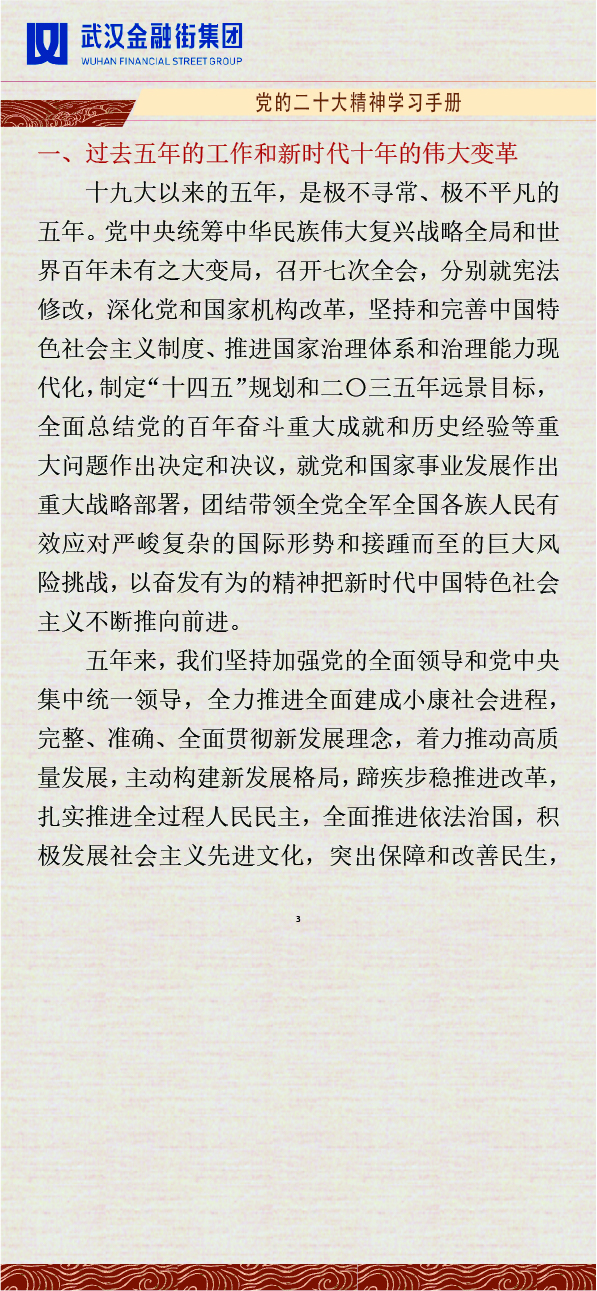 武汉金融街集团
WUHAN FINANCIAL STREET GROUP
党的二十大精神学习手册
一、过去五年的工作和新时代十年的伟大变革
十九大以来的五年，是极不寻常、极不平凡的
五年。党中央统筹中华民族伟大复兴战略全局和世
界百年未有之大变局，召开七次全会，分别就宪法
修改，深化党和国家机构改革，坚持和完善中国特
色社会主义制度、推进国家治理体系和治理能力现
代化，制定“十四五”规划和二〇三五年远景目标，
全面总结党的百年奋斗重大成就和历史经验等重
大问题作出决定和决议，就党和国家事业发展作出
重大战略部署，团结带领全党全军全国各族人民有
效应对严峻复杂的国际形势和接踵而至的巨大风
险挑战，以奋发有为的精神把新时代中国特色社会
主义不断推向前进。
五年来，我们坚持加强党的全面领导和党中央
集中统一领导，全力推进全面建成小康社会进程，
完整、准确、全面贯彻新发展理念，着力推动高质
量发展，主动构建新发展格局，蹄疾步稳推进改革，
扎实推进全过程人民民主，全面推进依法治国，积
极发展社会主义先进文化，突出保障和改善民生，
3